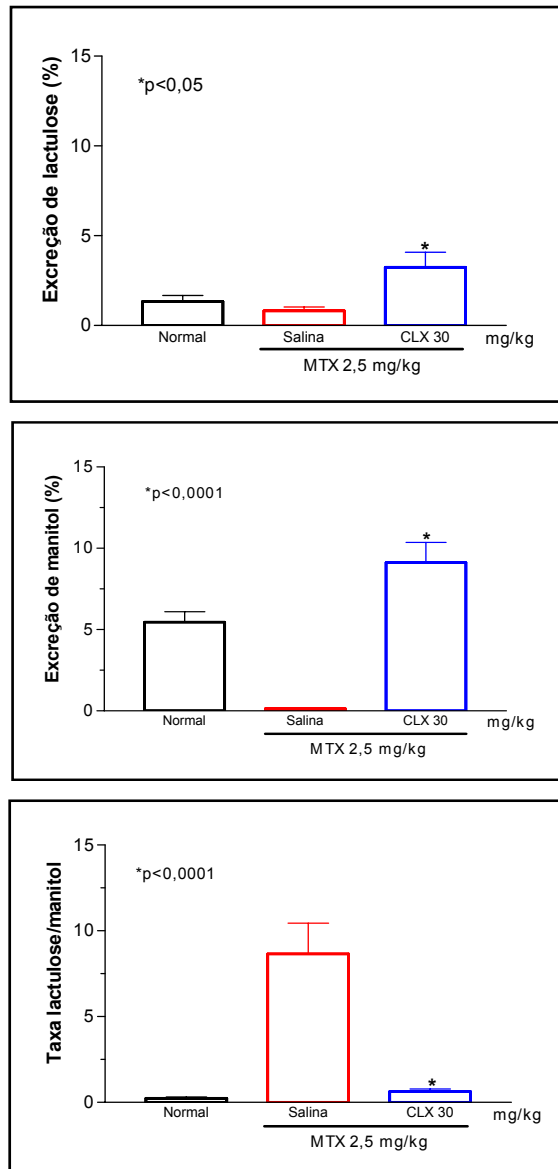 15
*p<0,05
10
Excreção de lactulose (%)
5
*
0
Normal Salina CLX 30 mg/kg
MTX 2,5 mg/kg
15
*p<0,0001
10
Excreção de manitol (%)
*
5
0
Normal Salina CLX 30 mg/kg
MTX 2,5 mg/kg
15
*p<0,0001
10
Taxa lactulose/manitol
5
*
0
Normal Salina CLX 30 mg/kg
MTX 2,5 mg/kg